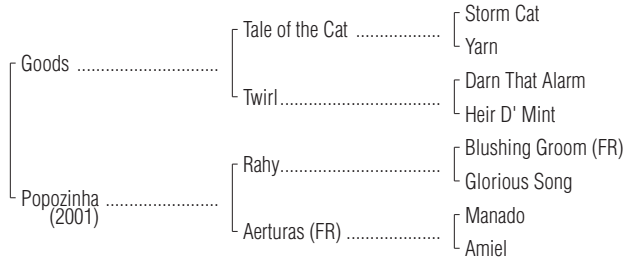 Storm Cat
Tale of the Cat ..................
Yarn
Goods ..............................
Darn That Alarm
Twirl..................................
Heir D' Mint
Blushing Groom (FR)
Rahy..................................
Glorious Song
Popozinha ........................
(2001)
Manado
Aerturas (FR) ....................
Amiel